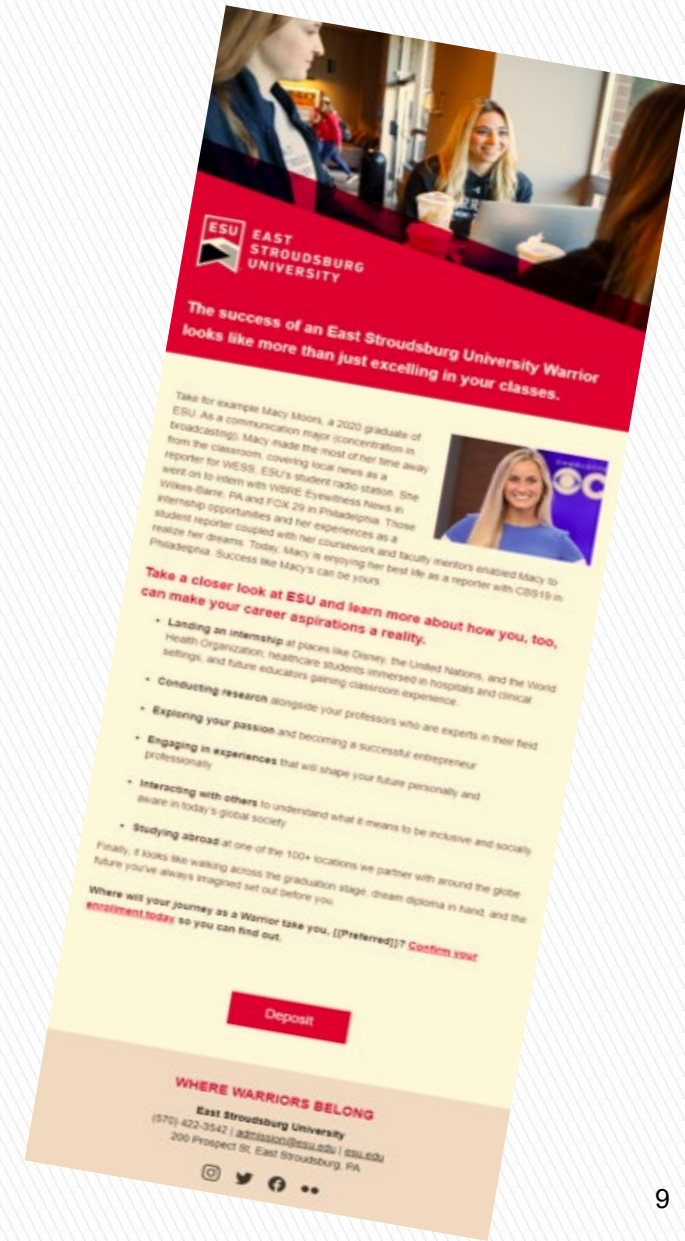 ESU
EAST
STROUDSBURG
UNIVERSITY
The success of an East Stroudsburg University Warrior
looks like more than just excelling in your classes.
Take for example Macy Moors, a 2020 graduate of
ESU. As a communication major (concentration in
broadcasting), Macy made the most of her time away
from the classroom, covering local news as a
reporter for WESS, ESU's student radio station. She
went on to intern with WBRE Eyewitness News in
Wilkes-Barre, PA and FOX 29 in Philadelphia. Those
internship opportunities and her experiences as a
student reporter coupled with her coursework and faculty mentors enabled Macy to
realize her dreams. Today, Macy is enjoying her best life as a reporter with CBS19 in
Philadelphia. Success like Macy's can be yours.
Take a closer look at ESU and learn more about how you, too,
can make your career aspirations a reality.
• Landing an internship at places like Disney, the United Nations, and the World
Health Organization; healthcare students immersed in hospitals and clinical
settings; and future educators gaining classroom experience.
• Conducting research alongside your professors who are experts in their field
• Exploring your passion and becoming a successful entrepreneur
• Engaging in experiences that will shape your future personally and
professionally
• Interacting with others to understand what it means to be inclusive and socially
aware in today's global society
• Studying abroad at one of the 100+ locations we partner with around the globe
Finally, it looks like walking across the graduation stage, dream diploma in hand, and the
future you've always imagined set out before you.
Where will your journey as a Warrior take you, [[Preferred]]? Confirm your
enrollment today so you can find out.
Deposit
WHERE WARRIORS BELONG
East Stroudsburg University
(570) 422-3542 | admission@esu.edu | esu.edu
200 Prospect St, East Stroudsburg, PA
9